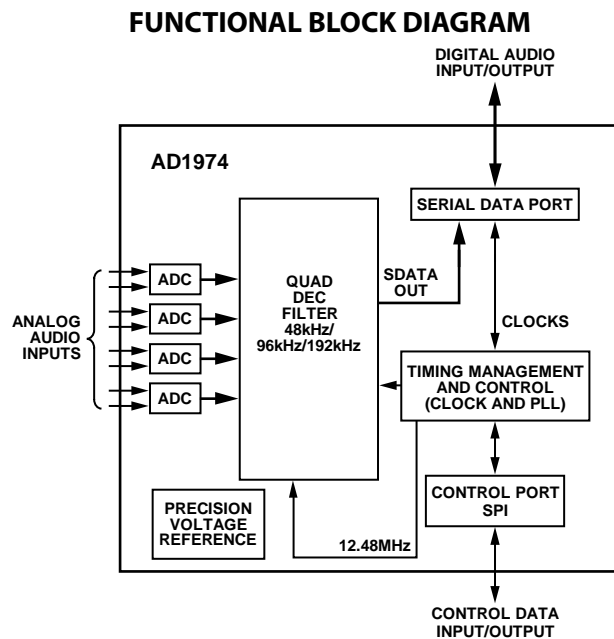 FUNCTIONAL BLOCK DIAGRAM
DIGITAL AUDIO
INPUT/OUTPUT
AD1974
SERIAL DATA PORT
QUAD
DEC
FILTER
48kHz/
96kHz/192kHz
SDATA
OUT
ADC
ADC
ADC
ADC
ANALOG
AUDIO
INPUTS
CLOCKS
TIMING MANAGEMENT
AND CONTROL
(CLOCK AND PLL)
CONTROL PORT
SPI
PRECISION
VOLTAGE
REFERENCE
12.48MHz
CONTROL DATA
INPUT/OUTPUT